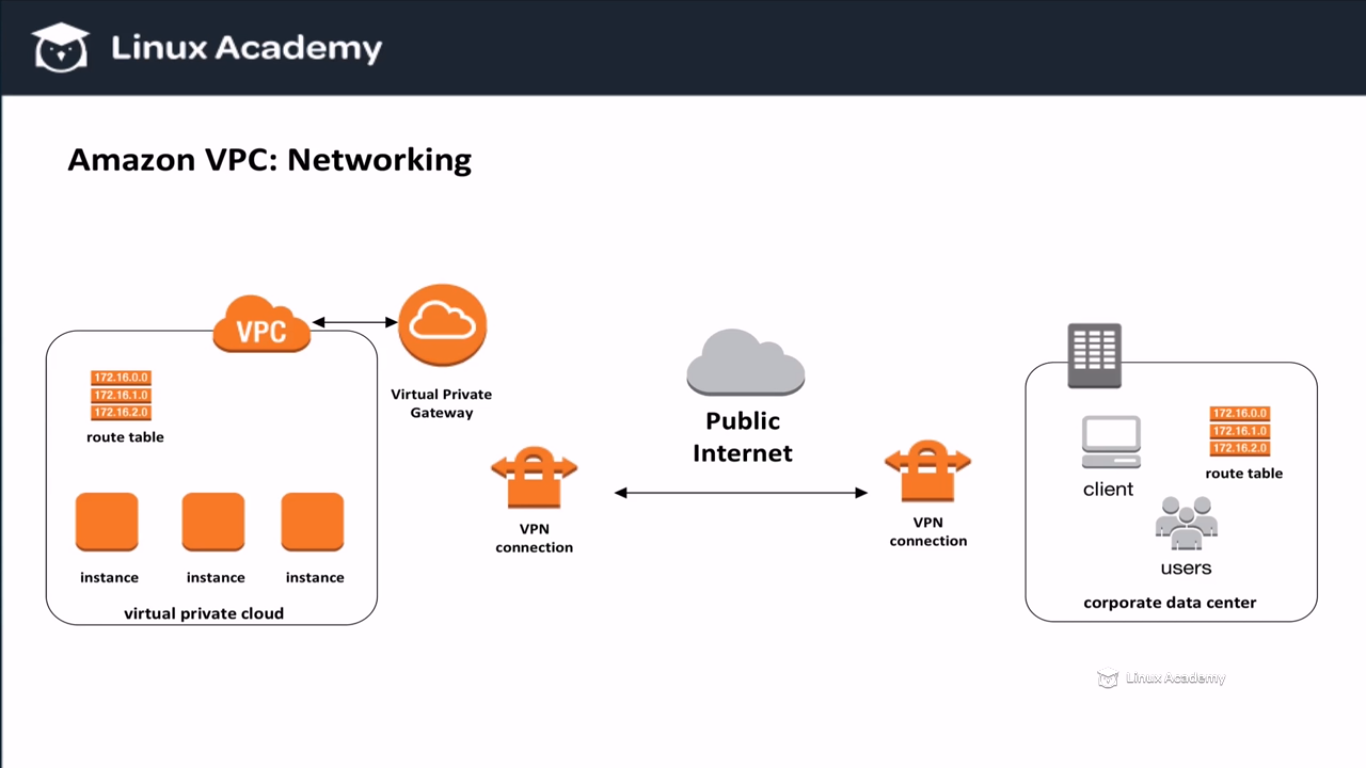 Linux Academy
Amazon VPC: Networking
VPC
172.16.0.0
172.16.1.0
172.16.2.0
route table
instance
instance
instance
virtual private cloud
Virtual Private
Gateway
VPN
connection
Public
Internet
VPN
connection
client
172.16.0.0
172.16.1.0
172.16.2.0
route table
users
corporate data center
Linux Academy